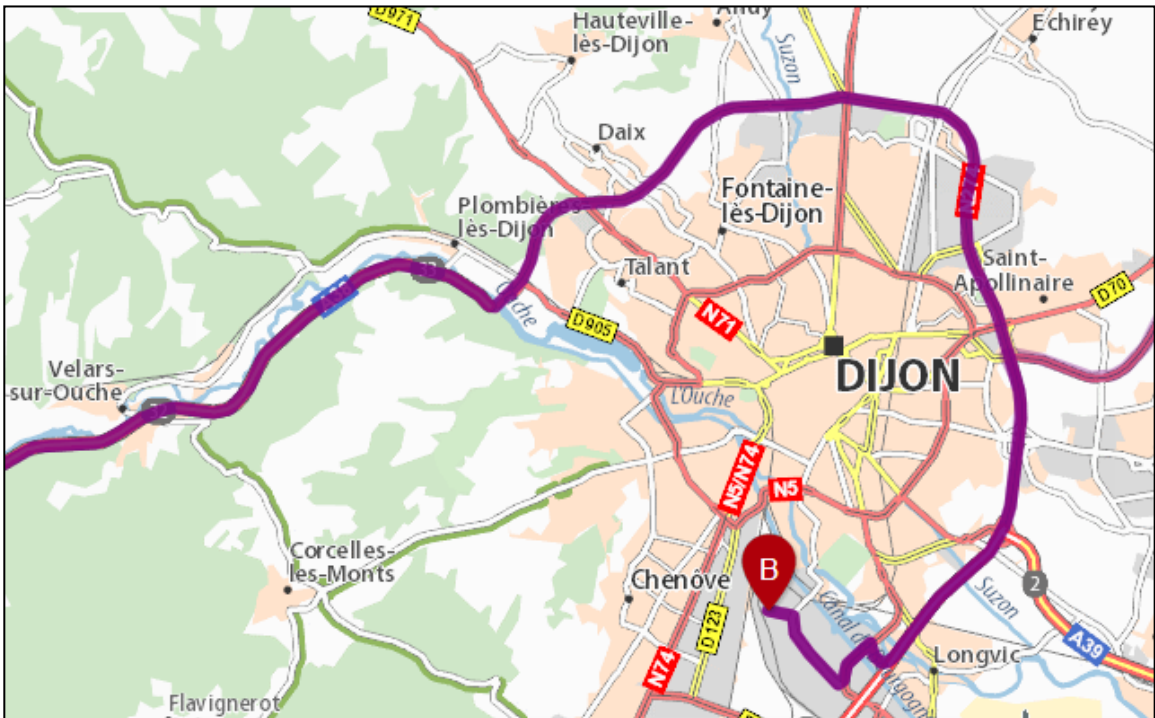 D971
Hauteville-
lès-Dijon
Suzon
Echirey
Daix
Fontaine-
lès-Dijon
Plombières-
lès-Dijon
Talant
Saint-
Apollinaire
D70
N71
D905
Ouche
Velars-
sur-Ouche
DIJON
L'Ouche
N5/N74
N5
Corcelles-
les-Monts
Chenôve
B
D123
Suzon
2
A39
N74
Longvic
Flavignerot